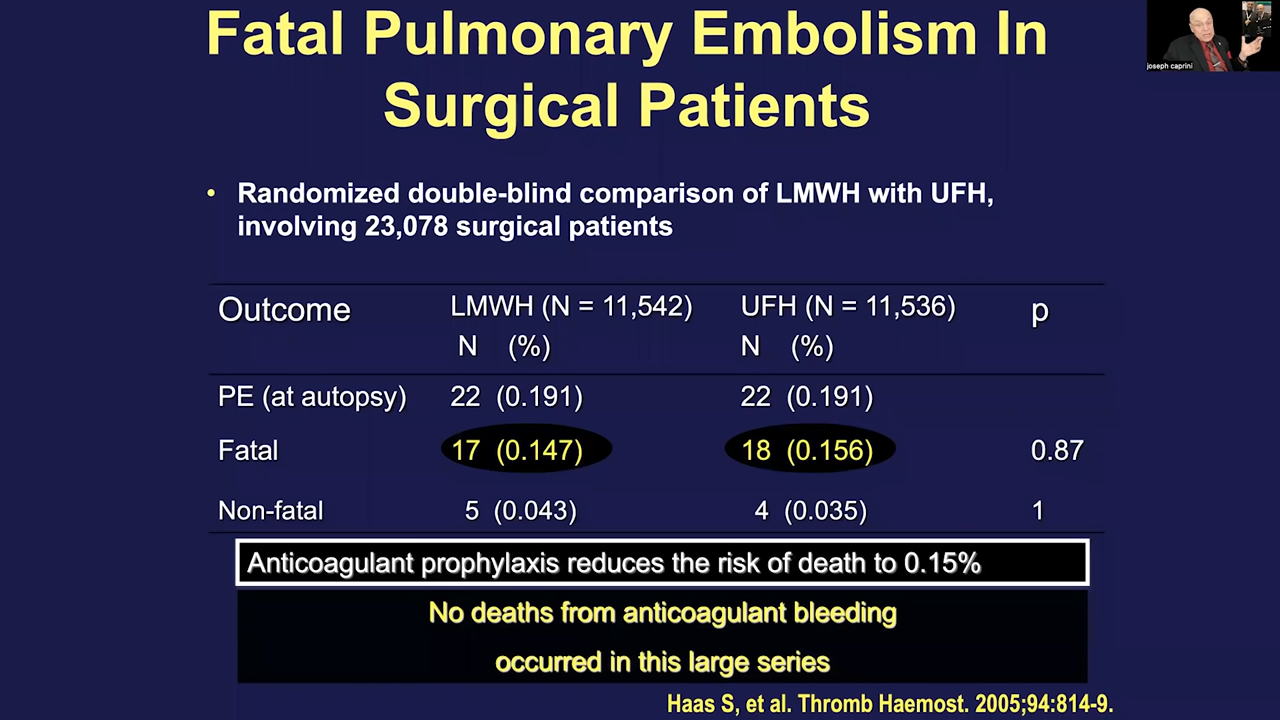 joseph caprini
Fatal Pulmonary Embolism In
Surgical Patients
• Randomized double-blind comparison of LMWH with UFH,
involving 23,078 surgical patients
Outcome LMWH (N = 11,542) UFH (N = 11,536) p
N (%) N (%)
PE (at autopsy) 22 (0.191) 22 (0.191)
Fatal 17 (0.147) 18 (0.156) 0.87
Non-fatal 5 (0.043) 4 (0.035) 1
Anticoagulant prophylaxis reduces the risk of death to 0.15%
No deaths from anticoagulant bleeding
occurred in this large series
Haas S, et al. Thromb Haemost. 2005;94:814-9.